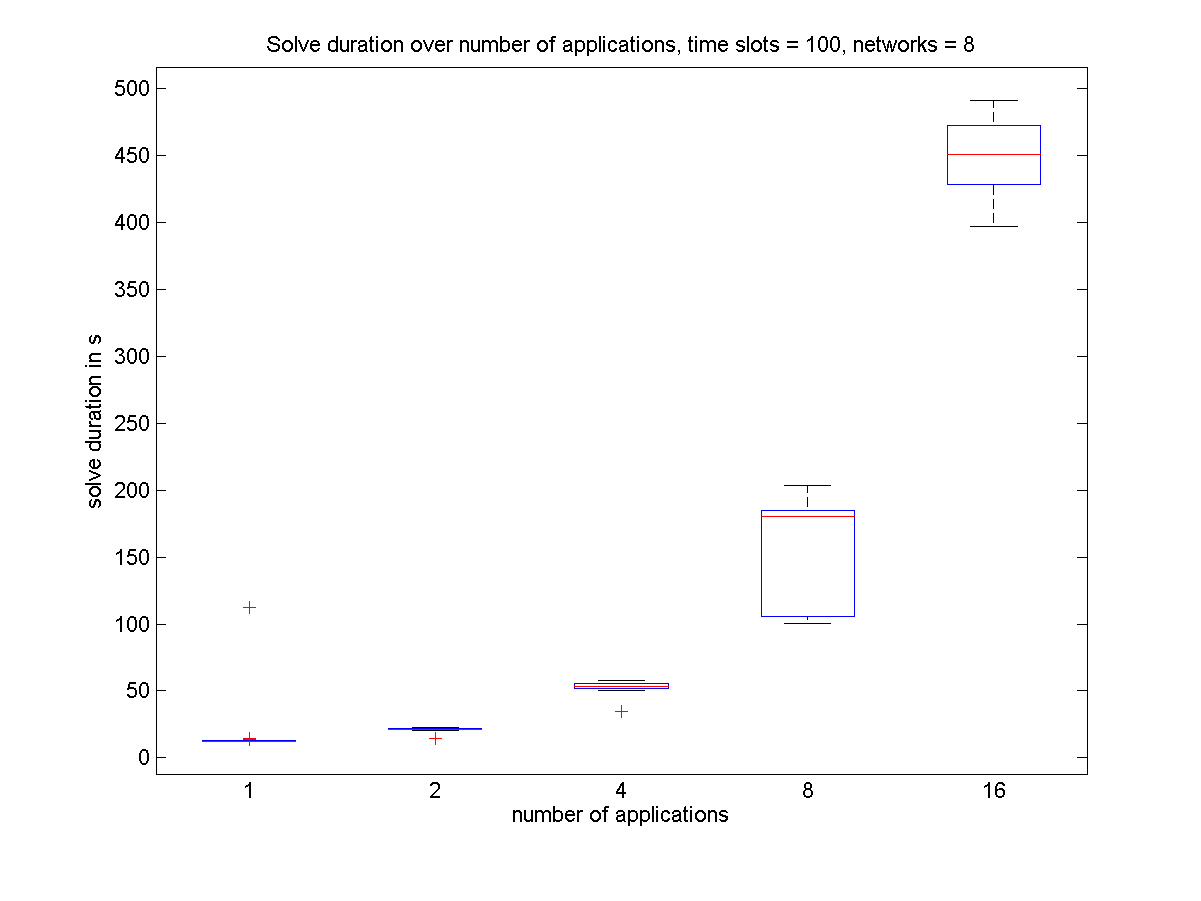 Solve duration over number of applications, time slots = 100, networks = 8
500
450
400
350
300
250
200
150
100
50
0
solve duration in s
1 2 4 8 16
number of applications